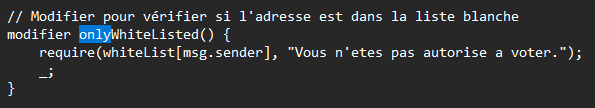 // Modifier pour vérifier si l'adresse est dans la liste blanche
modifier onlyWhiteListed() {
    require(whiteList[msg.sender], "Vous n'etes pas autorise a voter.");
    _;
}